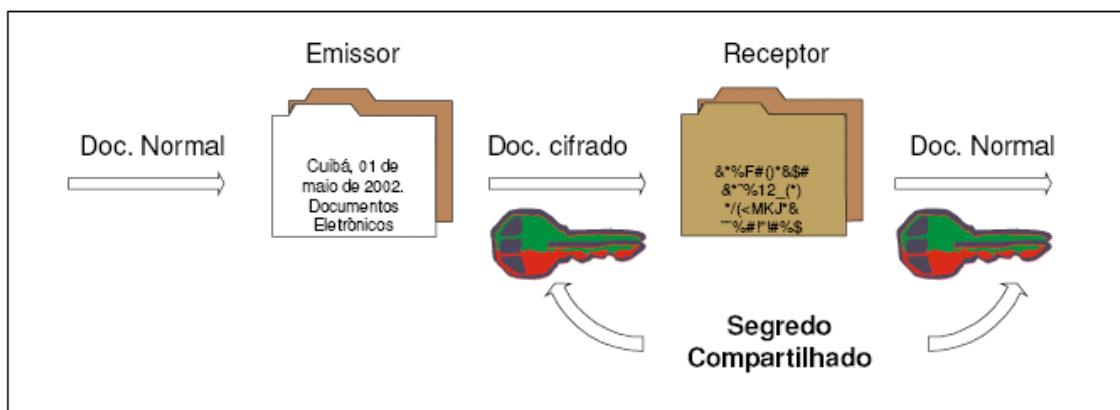 Emissor
Receptor
Doc. Normal
Cuibá, 01 de
maio de 2002.
Documentos
Eletrônicos
Doc. cifrado
&*%F#()*&$#
&*¨%12_(*)
*/(<MKJ*&
¨¨%#!"!#%$
Doc. Normal
Segredo
Compartilhado